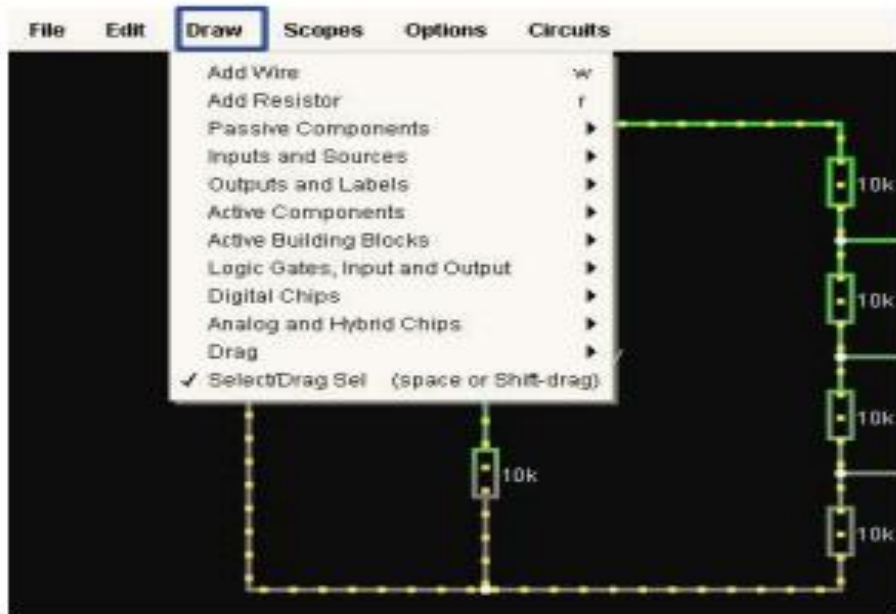 File Edit Draw Scopes Options Circuits
Add Wire w
Add Resistor r
Passive Components
Inputs and Sources
Outputs and Labels
Active Components
Active Building Blocks
Logic Gates, Input and Output
Digital Chips
Analog and Hybrid Chips
Drag
✓ Select/Drag Sel (space or Shift-drag)
10k
10k
10k
10k
10k